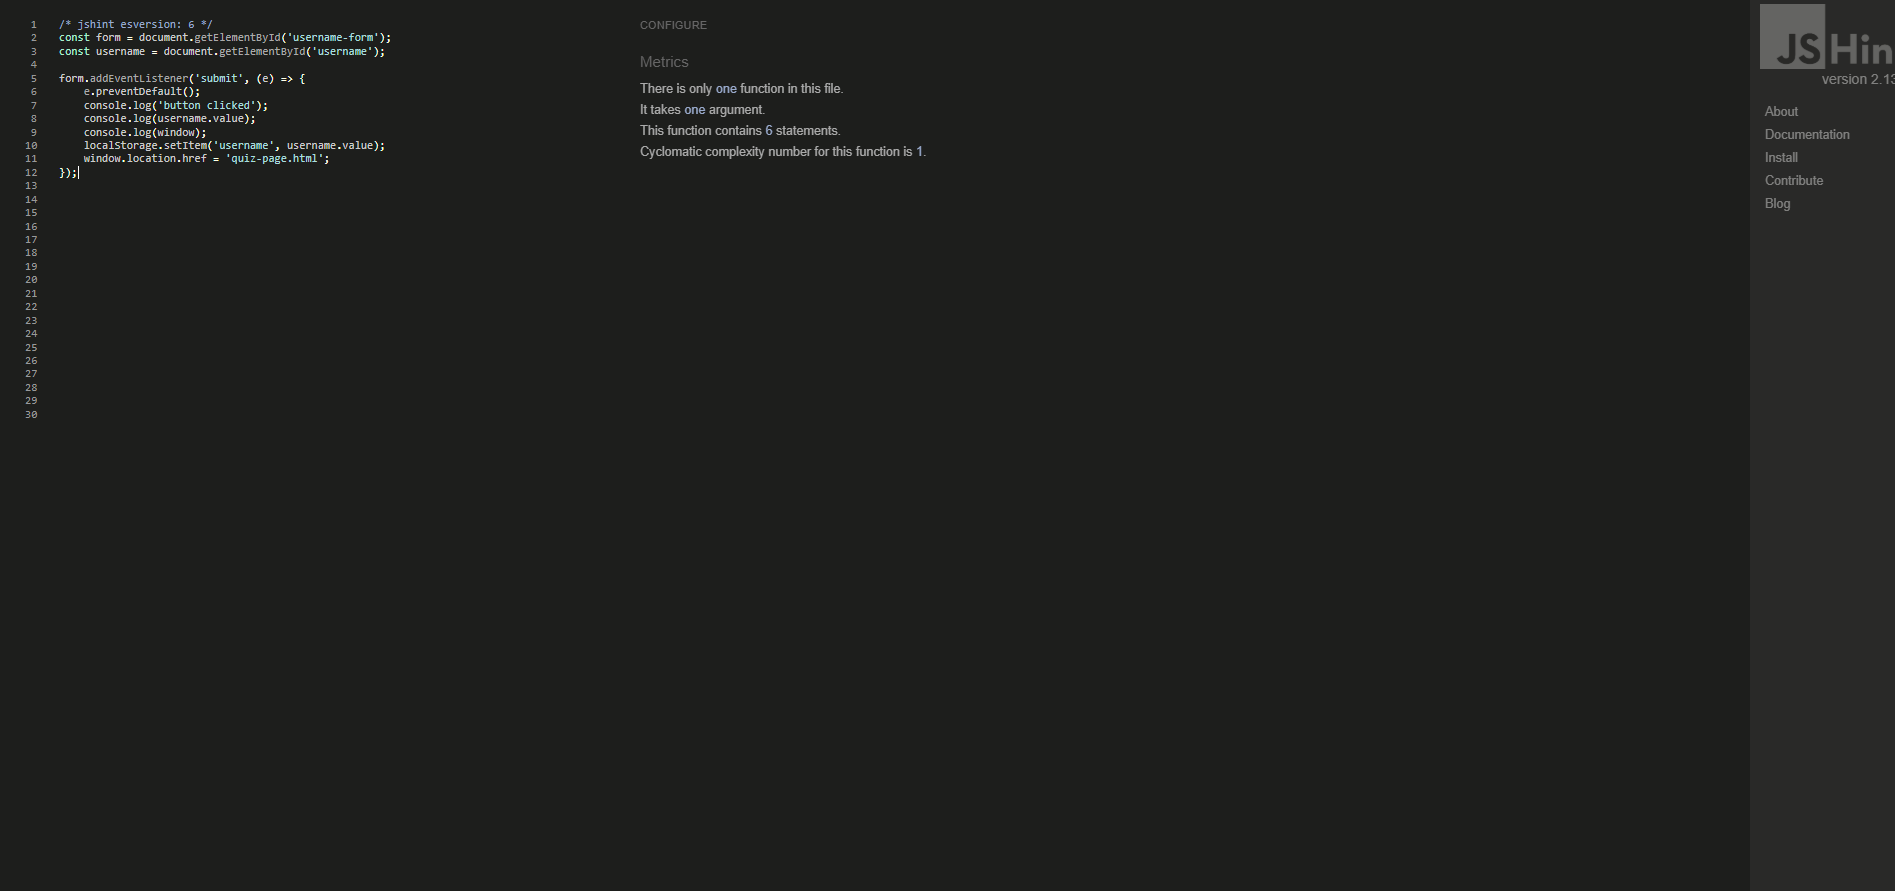 1 /* jshint esversion: 6 */
2 const form = document.getElementById('username-form');
3 const username = document.getElementById('username');
4
5 form.addEventListener('submit', (e) => {
6 e.preventDefault();
7 console.log('button clicked');
8 console.log(username.value);
9 console.log(window);
10 localStorage.setItem('username', username.value);
11 window.location.href = 'quiz-page.html';
12 });
13
14
15
16
17
18
19
20
21
22
23
24
25
26
27
28
29
30
CONFIGURE
Metrics
There is only one function in this file.
It takes one argument.
This function contains 6 statements.
Cyclomatic complexity number for this function is 1.
JSHin
version 2.13
About
Documentation
Install
Contribute
Blog